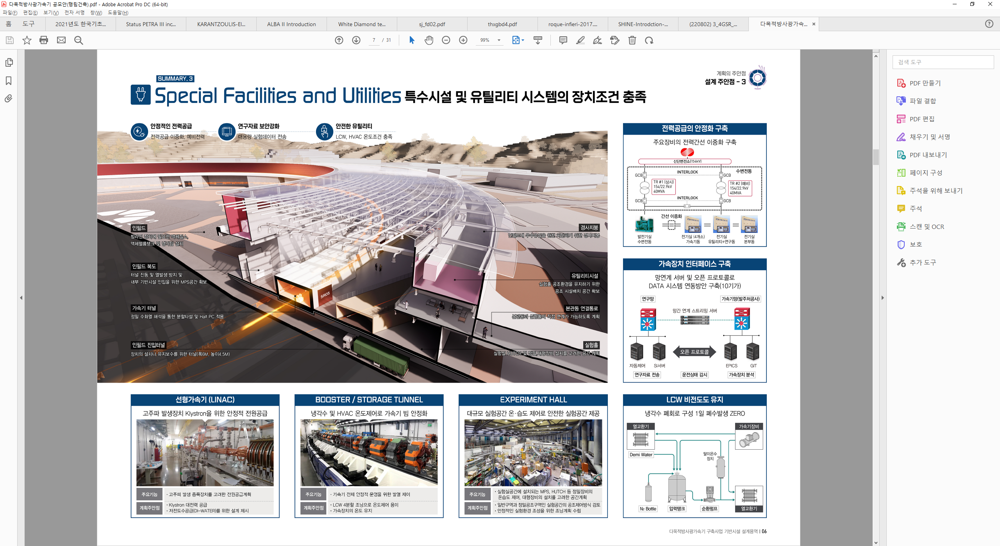 다목적방사광가속기 공모안(행림건축).pdf - Adobe Acrobat Pro DC (64-bit)
파일(F) 편집(E) 보기(V) 전자 서명 창(W) 도움말(H)
홈 도구 2021년도 한국기초... Status PETRA III inc... KARANTZOULIS-El... ALBA II Introduction White Diamond te... sj_fd02.pdf thxgbd4.pdf roque-infieri-2017.... SHINE-Introdction-... (220802) 3_4GSR_... 다목적방사광가속...
7 / 31 99%
검색 도구
PDF 만들기
파일 결합
PDF 편집
채우기 및 서명
PDF 내보내기
페이지 구성
주석을 위해 보내기
주석
스캔 및 OCR
보호
추가 도구
계획의 주안점
설계 주안점 - 3
SUMMARY. 3
Special Facilities and Utilities 특수시설 및 유틸리티 시스템의 장치조건 충족
안정적인 전력공급
전력공급 이중화, 예비전력
연구자료 보안강화
대용량 실험데이터 전송
안전한 유틸리티
LCW, HVAC 온도조건 충족
인필드
빔라인 장치에 필요한 액체질소,
액체헬륨탱크 및 냉각탑 설치
인필드 복도
터널 진동 및 열발생 방지 및
내부 기반시설 인입을 위한 MPS공간 확보
가속기 터널
정밀 수화열 해석을 통한 분할타설 및 Half PC 적용
인필드 진입터널
장치의 설치나 유지보수를 위한 터널(폭6M, 높이4.5M)
SR05
경사지붕
인필드내 우수유입을 원천 차단하기 위한 경사지붕
유틸리티시설
실험홀 공조환경을 유지하기 위한
공조 시설배치 공간 확보
본관동 연결통로
본관동과 실험홀의 직접 연계가 가능하도록 계획
실험홀
실험실 HUTCH 및 정밀,대형장비 설치를 고려한 공간 계획
전력공급의 안정화 구축
주요장비의 전력간선 이중화 구축
신단변전소(154kV)
수변전동
INTERLOCK
GCB
GCB
TR #1 (상시)
154/22.9kV
40MVA
TR #2 (예비)
154/22.9kV
40MVA
INTERLOCK
GCB
GCB
간선 이중화
발전기실
수변전동
전기실 (4개소)
가속기동
전기실
유틸리티+연구동
전기실
본부동
가속장치 인터페이스 구축
망연계 서버 및 오픈 프로토콜로
DATA 시스템 연동방안 구축(10기가)
연구망
가속기망(발주처공사)
망간 연계 스트리밍 서버
오픈 프로토콜
자동제어 SI서버 EPICS GIT
연구자료 전송 운전상태 감시 가속장치 분석
선형가속기 (LINAC)
고주파 발생장치 Klystron을 위한 안정적 전원공급
주요기능
· 고주피 발생 증폭장치를 고려한 전원공급계획
계획주안점
· Klystron 대전력 공급
· 저전도수공급(DI-WATER)를 위한 설계 제시
BOOSTER / STORAGE TUNNEL
냉각수 및 HVAC 온도제어로 가속기 빔 안정화
주요기능
· 가속기 전체 안정적 운영을 위한 발열 제어
계획주안점
· LCW 4분할 조닝으로 온도제어 용이
· 가속장치의 온도 유지
EXPERIMENT HALL
대규모 실험공간 온·습도 제어로 안전한 실험공간 제공
주요기능
· 실험실공간에 설치되는 MPS, HUTCH 등 정밀장비의
온습도 제어, 대형장비의 설치를 고려한 공간계획
계획주안점
· 일반구역과 정밀공조구역인 실험공간의 공조제어방식 검토
· 안정적인 실험환경 조성을 위한 조닝계획 수립
LCW 비전도도 유지
냉각수 폐회로 구성 1일 폐수발생 ZERO
열교환기
가속기장비
Demi Water
탈이온수
장치
N2 Bottle
압력탱크
순환펌프
열교환기
다목적방사광가속기 구축사업 기반시설 설계용역 | 06